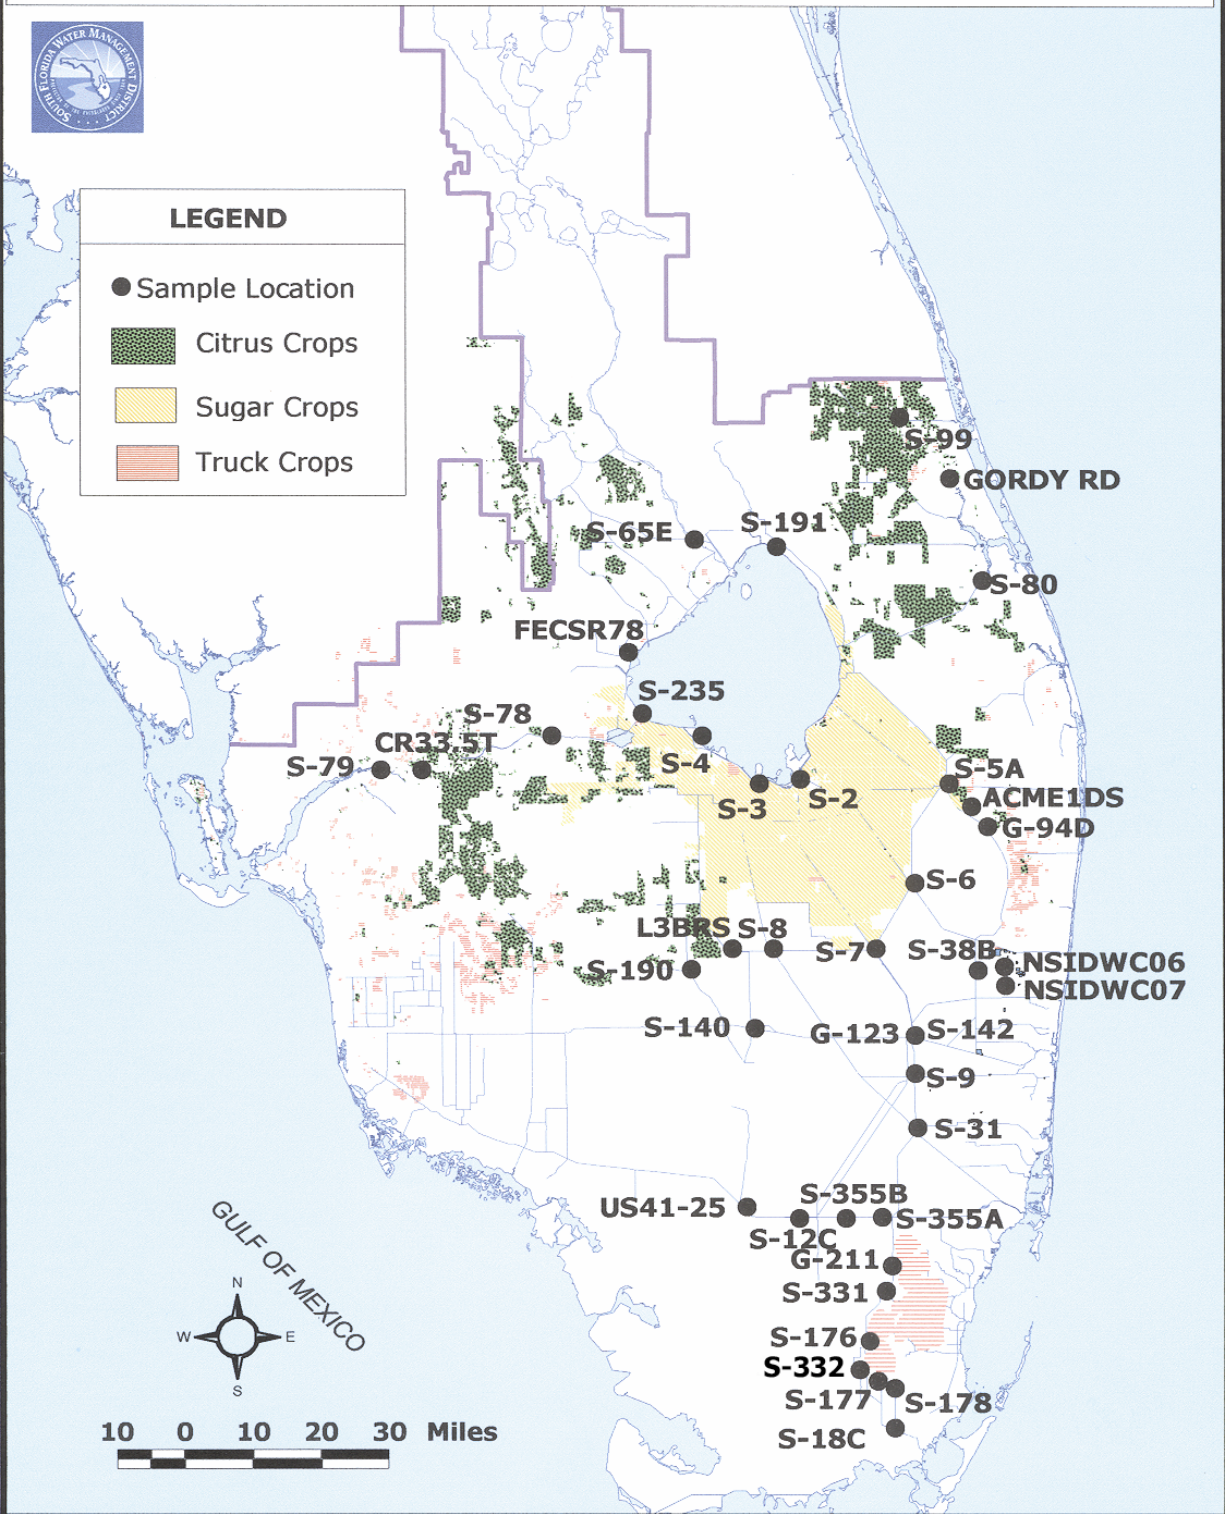 SOUTH FLORIDA WATER MANAGEMENT DISTRICT
LEGEND
Sample Location
Citrus Crops
Sugar Crops
Truck Crops
S-99
GORDY RD
S-191
S-65E
S-80
FECSR78
S-235
S-78
CR33.5T
S-79
S-4
S-5A
S-3
S-2
ACME1DS
G-94D
S-6
L3BRS
S-8
S-7
S-38B
NSIDWC06
S-190
NSIDWC07
S-140
G-123
S-142
S-9
S-31
US41-25
S-355B
S-355A
S-12C
G-211
S-331
S-176
S-332
S-177
S-178
S-18C
GULF OF MEXICO
N
W
E
S
10 0 10 20 30 Miles